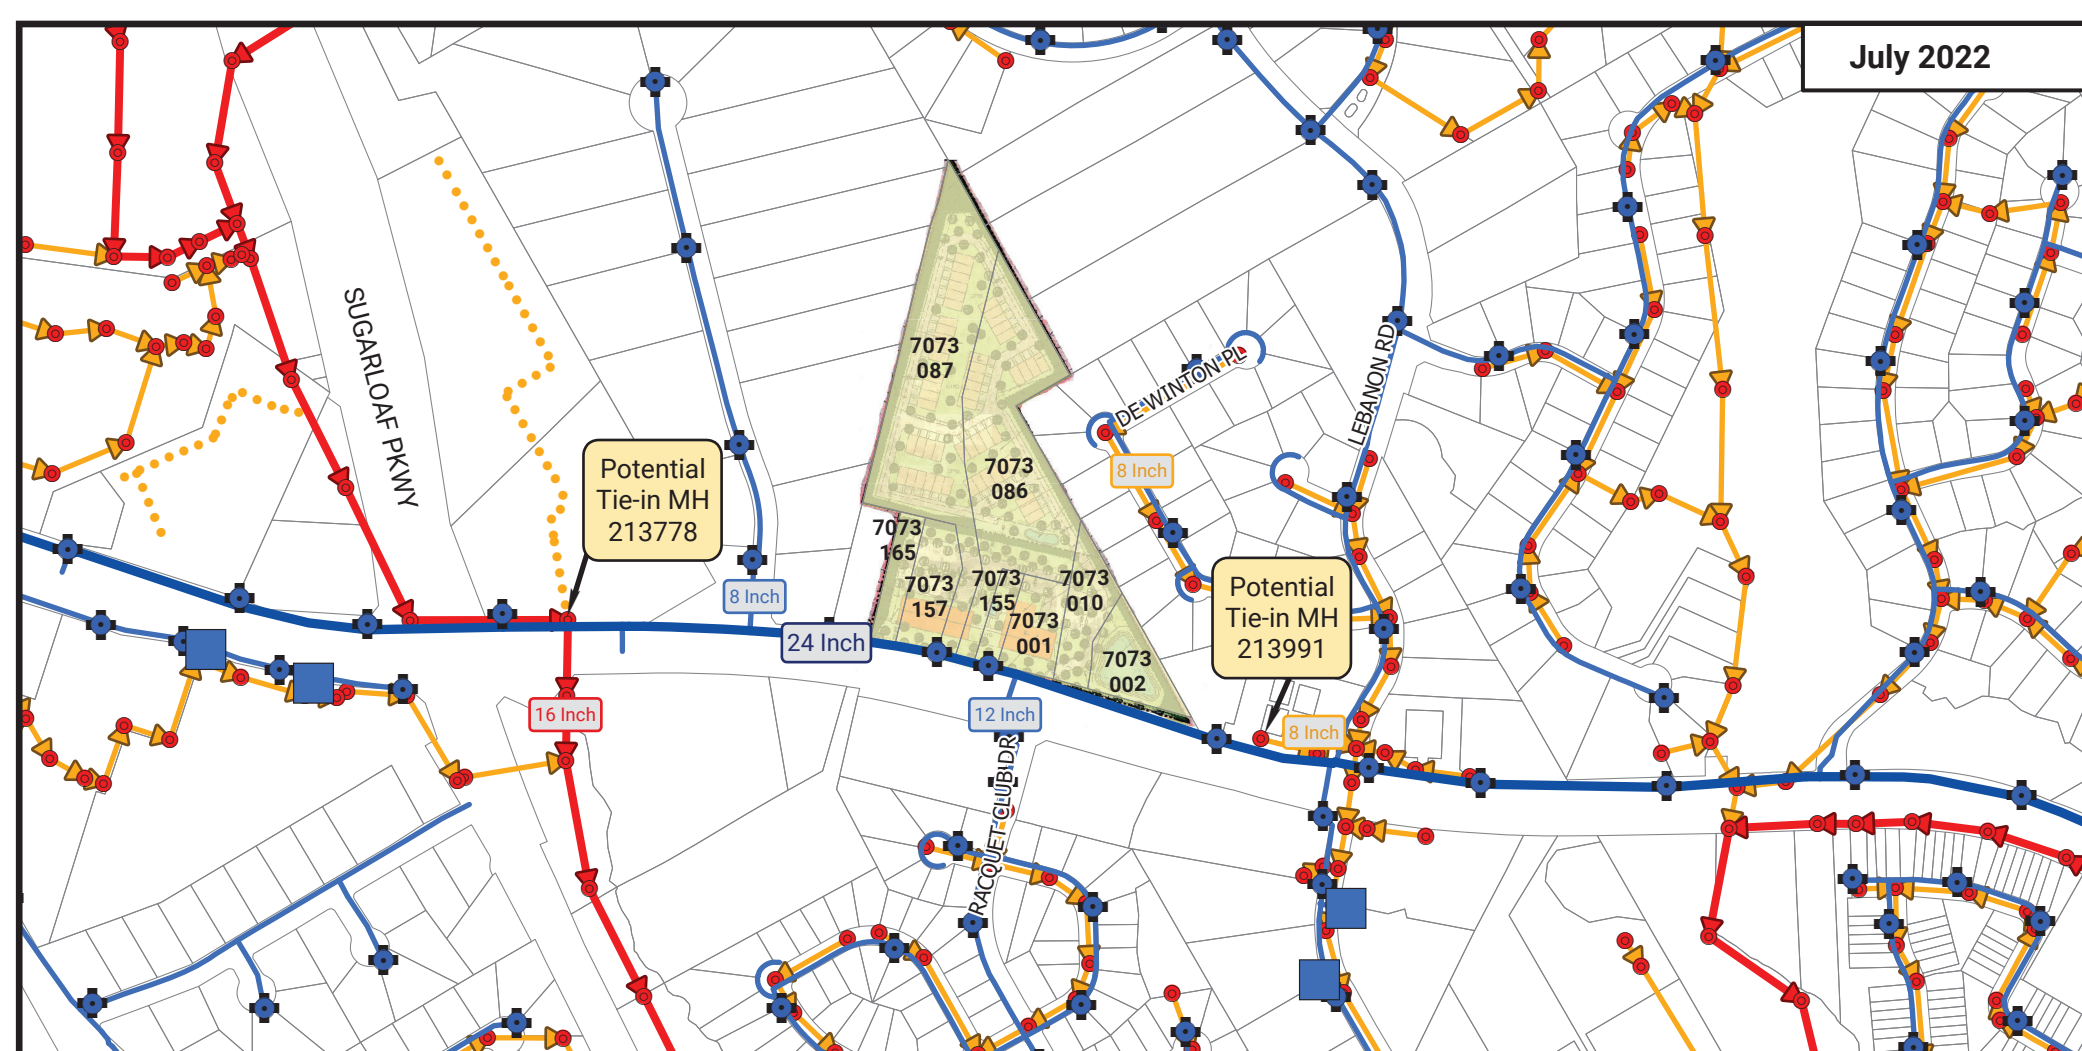 July 2022
SUGARLOAF PKWY
Potential
Tie-in MH
213778
7073
087
DE WINTON PL
LEBANON RD
8 Inch
7073
086
7073
165
7073
157
7073
155
7073
010
7073
001
7073
002
8 Inch
24 Inch
Potential
Tie-in MH
213991
16 Inch
12 Inch
8 Inch
RACQUET CLUB DR